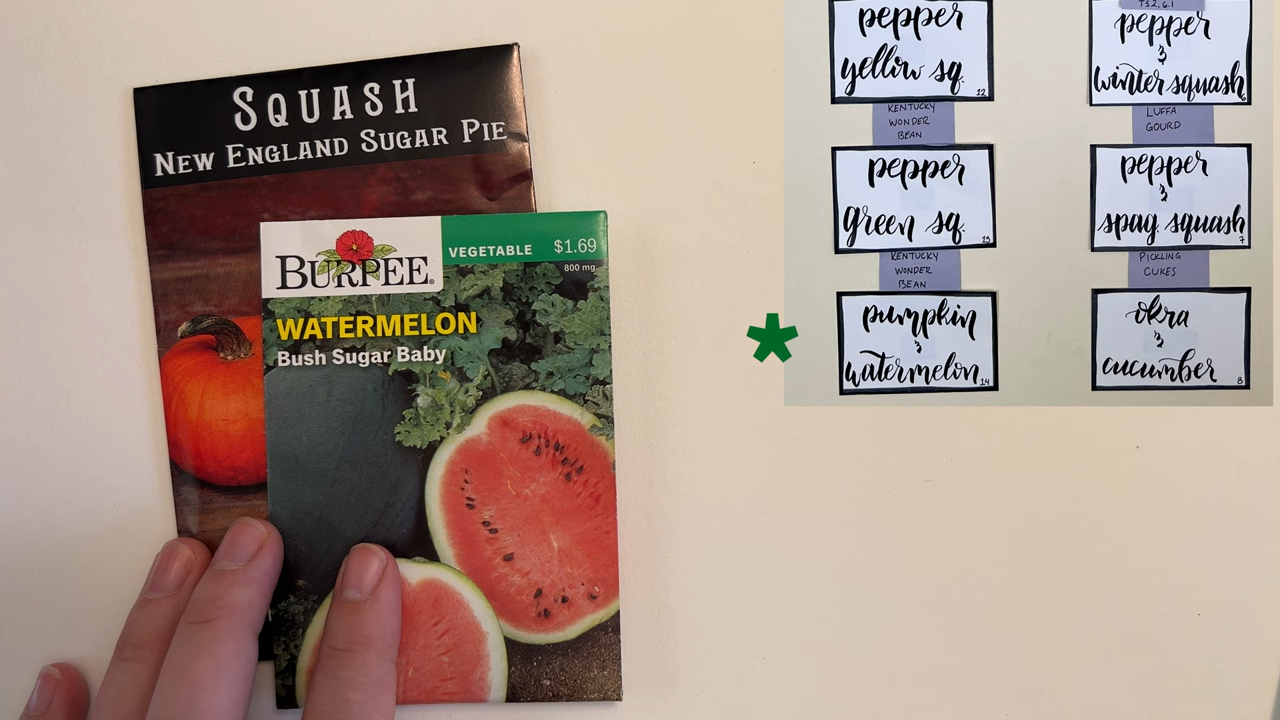 SQUASH
NEW ENGLAND SUGAR PIE
BURPEE®
VEGETABLE $1.69
800 mg.
WATERMELON
Bush Sugar Baby
pepper
yellow sq.
12
KENTUCKY
WONDER
BEAN
pepper
green sq.
13
KENTUCKY
WONDER
BEAN
pumpkin
&
watermelon
14
pepper
&
winter squash
6
LUFFA
GOURD
pepper
&
spag. squash
7
PICKLING
CUKES
okra
&
cucumber
8